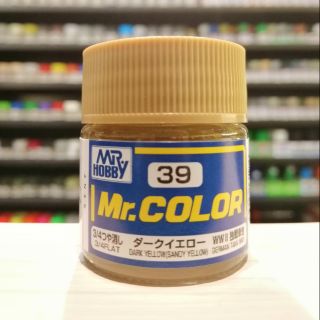 MR
HOBBY
39
Mr.COLOR
3/4つや消し
3/4FLAT
ダークイエロー
DARK YELLOW(SANDY YELLOW)
WWⅡ
GERMAN TANK